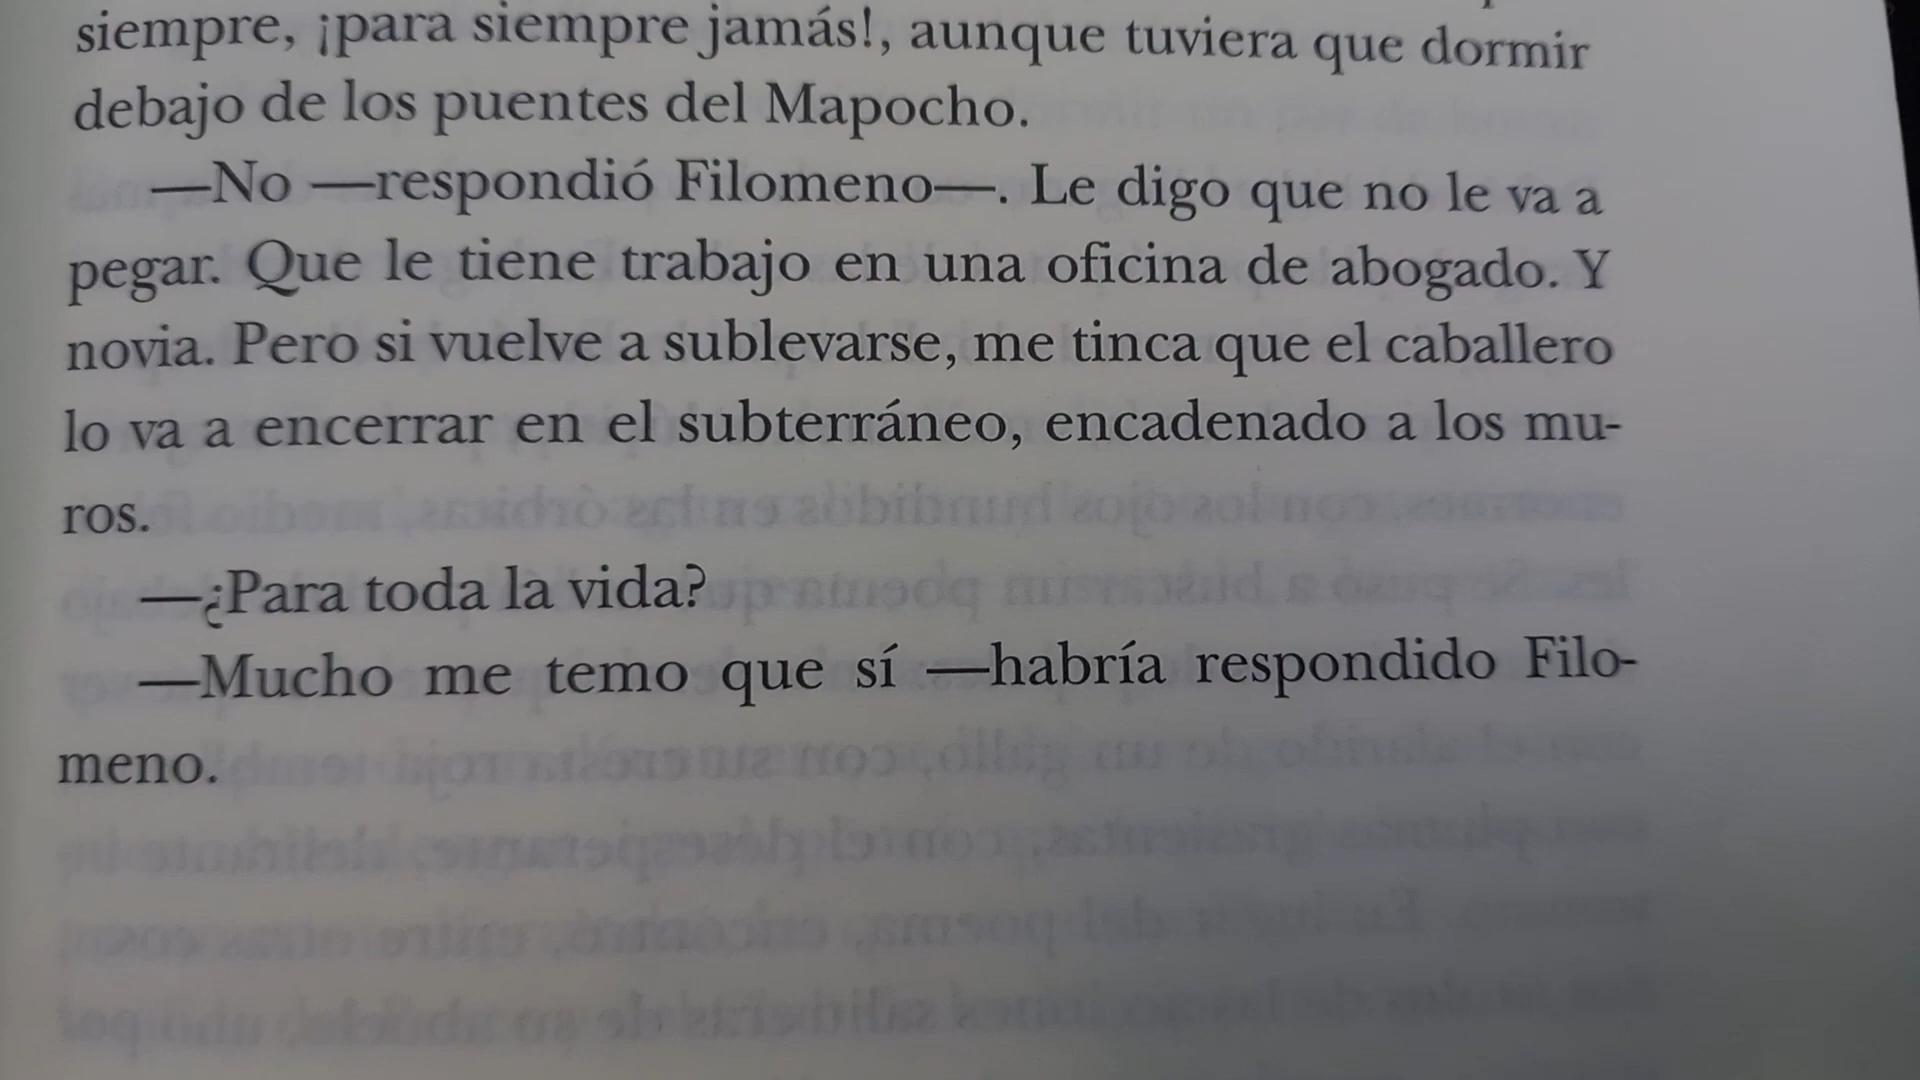 siempre, ¡para siempre jamás!, aunque tuviera que dormir
debajo de los puentes del Mapocho.
—No —respondió Filomeno—. Le digo que no le va a
pegar. Que le tiene trabajo en una oficina de abogado. Y
novia. Pero si vuelve a sublevarse, me tinca que el caballero
lo va a encerrar en el subterráneo, encadenado a los mu-
ros.
—¿Para toda la vida?
—Mucho me temo que sí —habría respondido Filo-
meno.